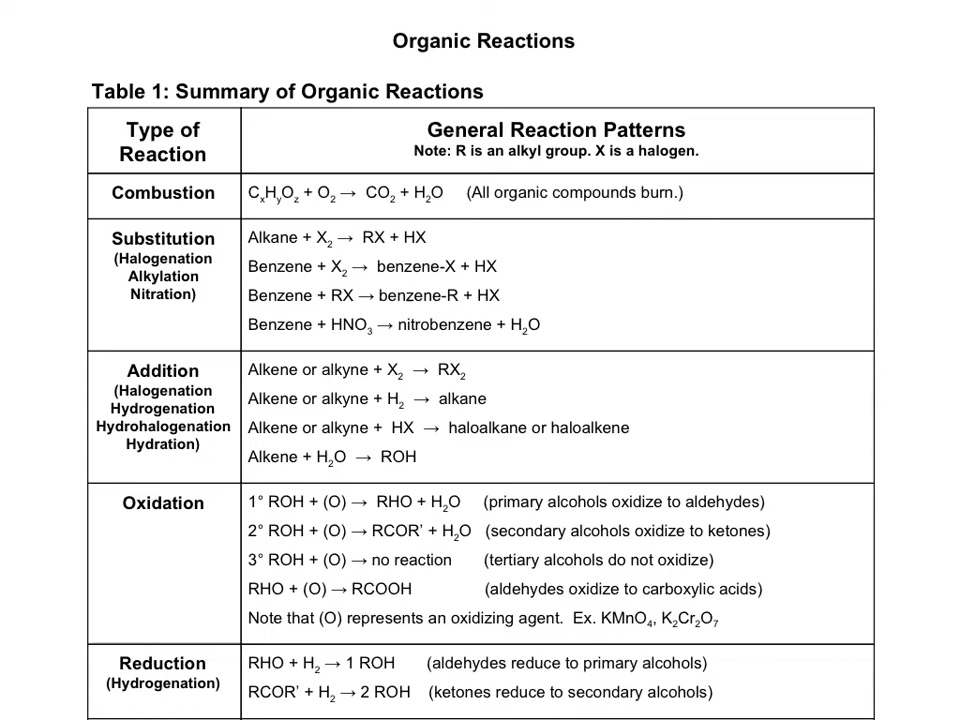 Organic Reactions
Table 1: Summary of Organic Reactions
Type of
Reaction
General Reaction Patterns
Note: R is an alkyl group. X is a halogen.
Combustion
CₓHᵧO_z + O₂ → CO₂ + H₂O (All organic compounds burn.)
Substitution
(Halogenation
Alkylation
Nitration)
Alkane + X₂ → RX + HX
Benzene + X₂ → benzene-X + HX
Benzene + RX → benzene-R + HX
Benzene + HNO₃ → nitrobenzene + H₂O
Addition
(Halogenation
Hydrogenation
Hydrohalogenation
Hydration)
Alkene or alkyne + X₂ → RX₂
Alkene or alkyne + H₂ → alkane
Alkene or alkyne + HX → haloalkane or haloalkene
Alkene + H₂O → ROH
Oxidation
1° ROH + (O) → RHO + H₂O (primary alcohols oxidize to aldehydes)
2° ROH + (O) → RCOR’ + H₂O (secondary alcohols oxidize to ketones)
3° ROH + (O) → no reaction (tertiary alcohols do not oxidize)
RHO + (O) → RCOOH (aldehydes oxidize to carboxylic acids)
Note that (O) represents an oxidizing agent. Ex. KMnO₄, K₂Cr₂O₇
Reduction
(Hydrogenation)
RHO + H₂ → 1 ROH (aldehydes reduce to primary alcohols)
RCOR’ + H₂ → 2 ROH (ketones reduce to secondary alcohols)